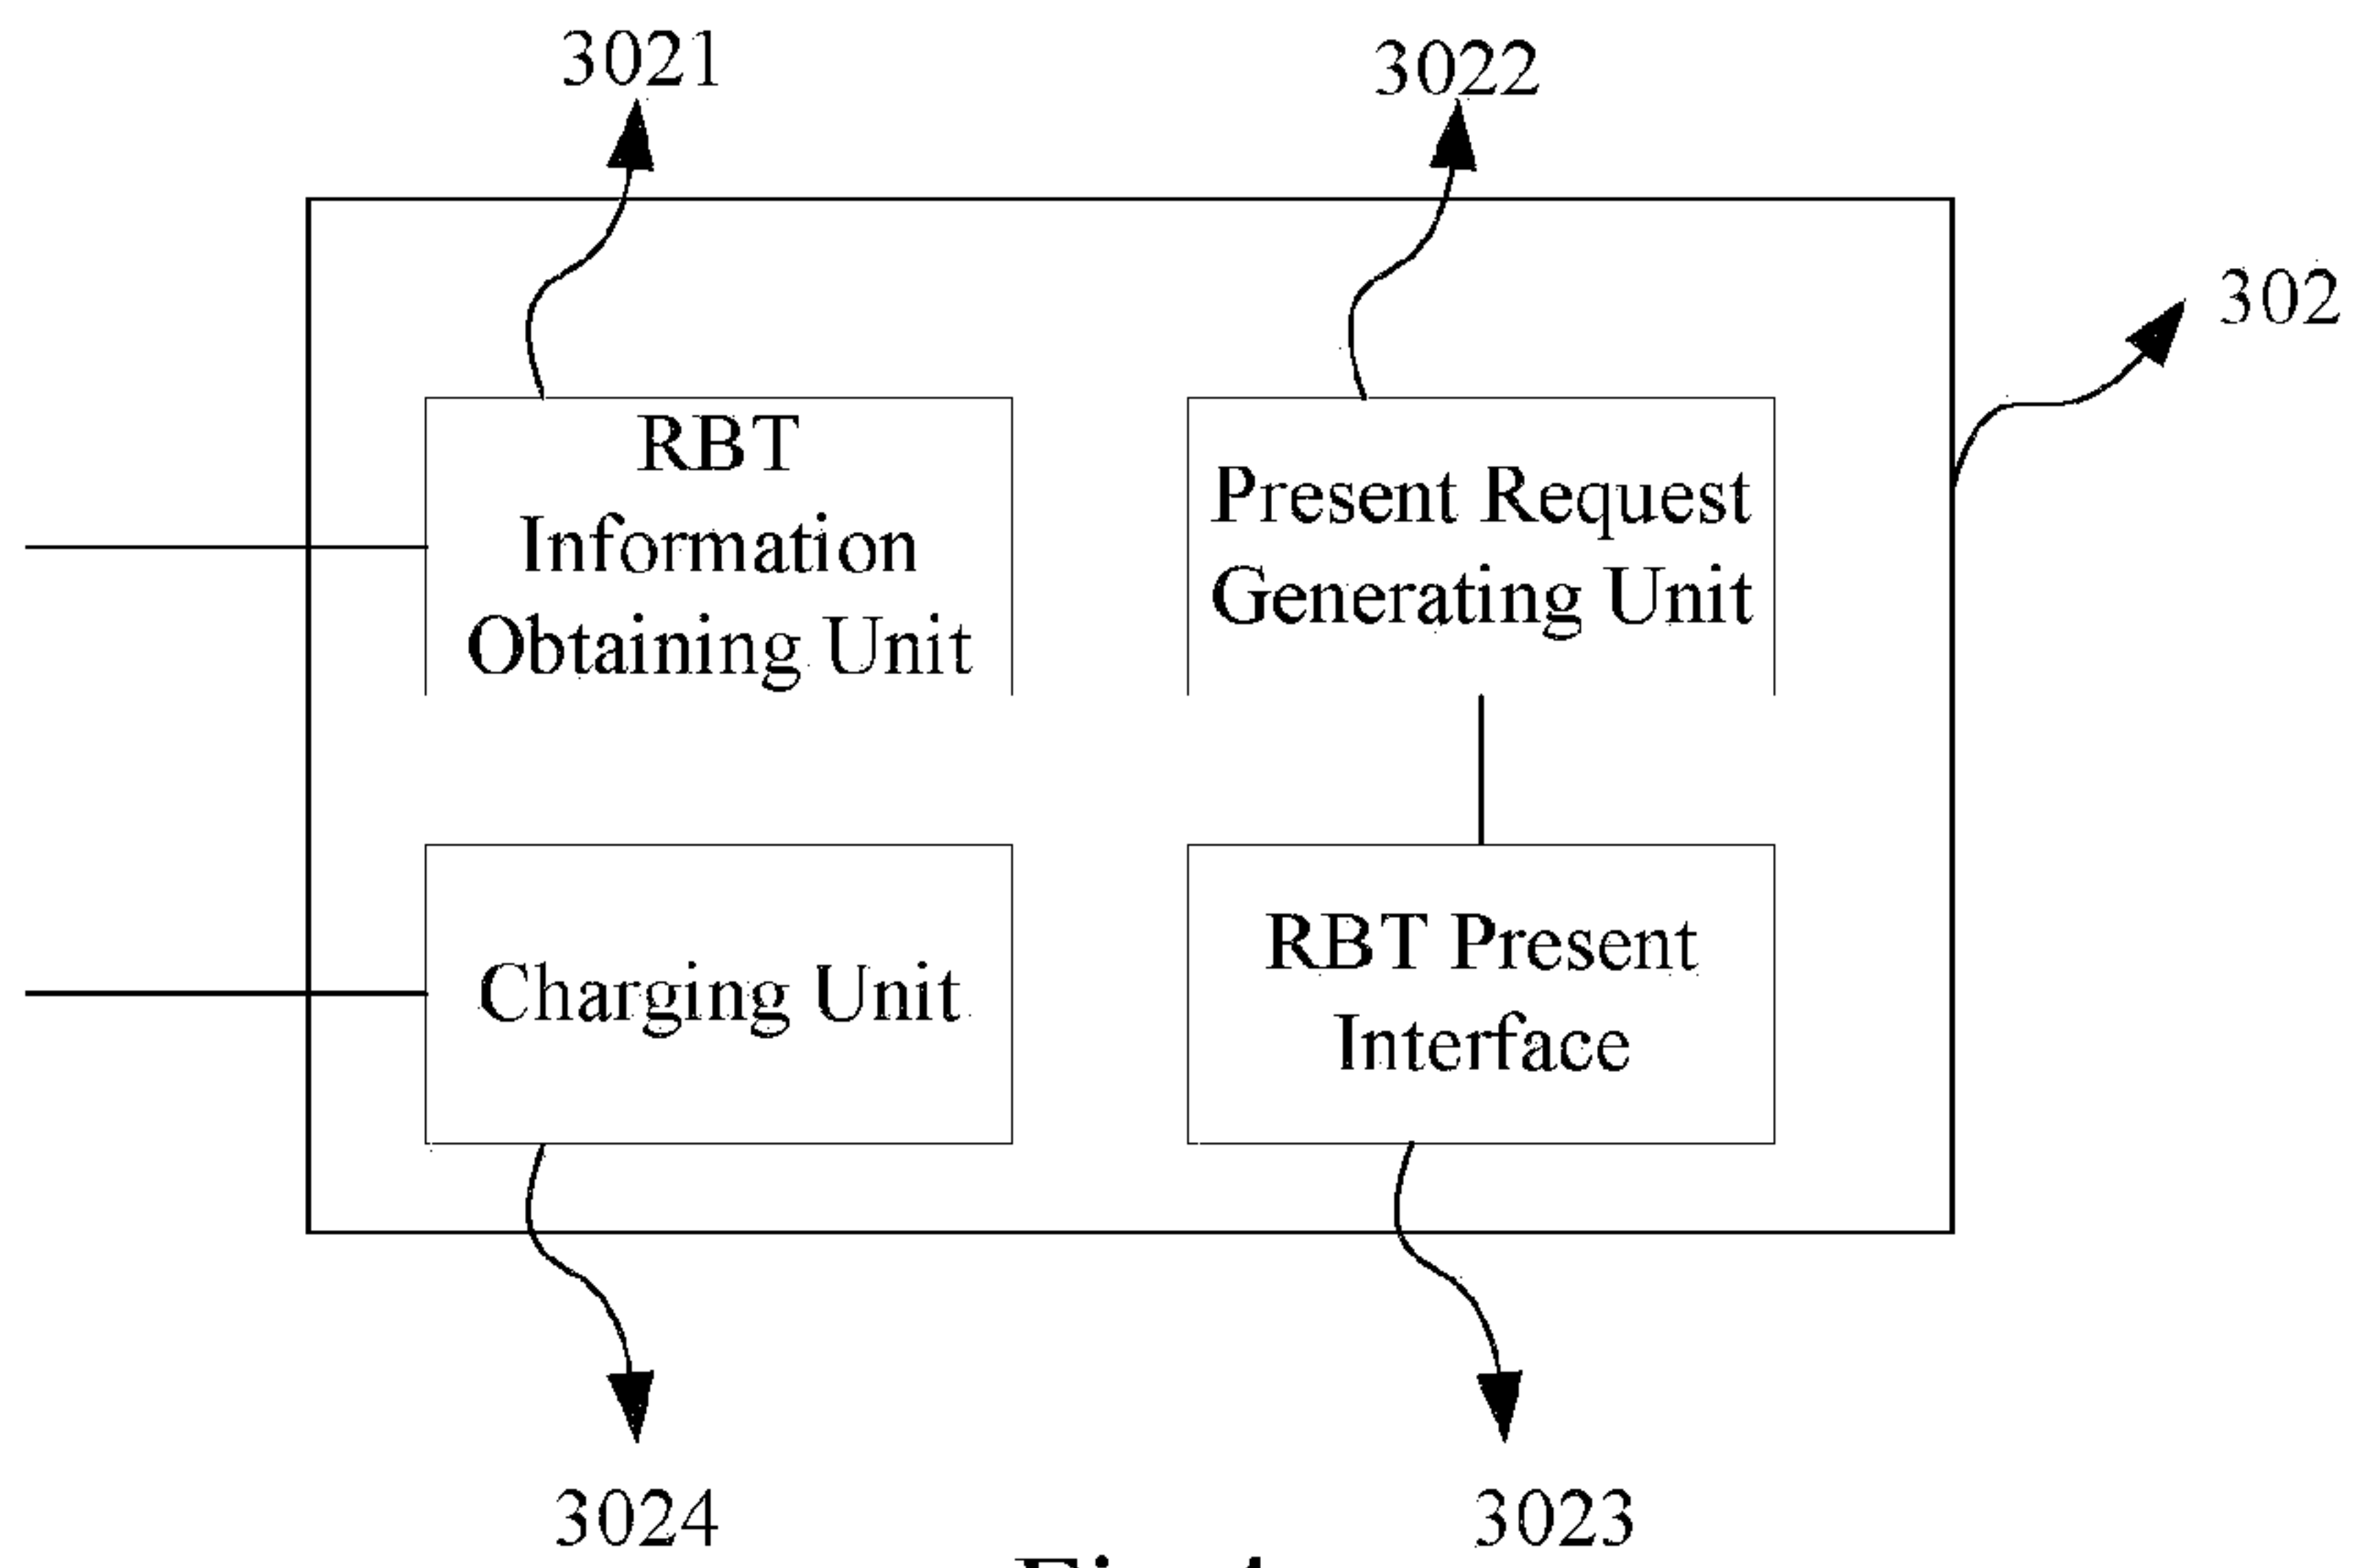 3021
3022
302
RBT
Information
Obtaining Unit
Present Request
Generating Unit
Charging Unit
RBT Present
Interface
3024
3023